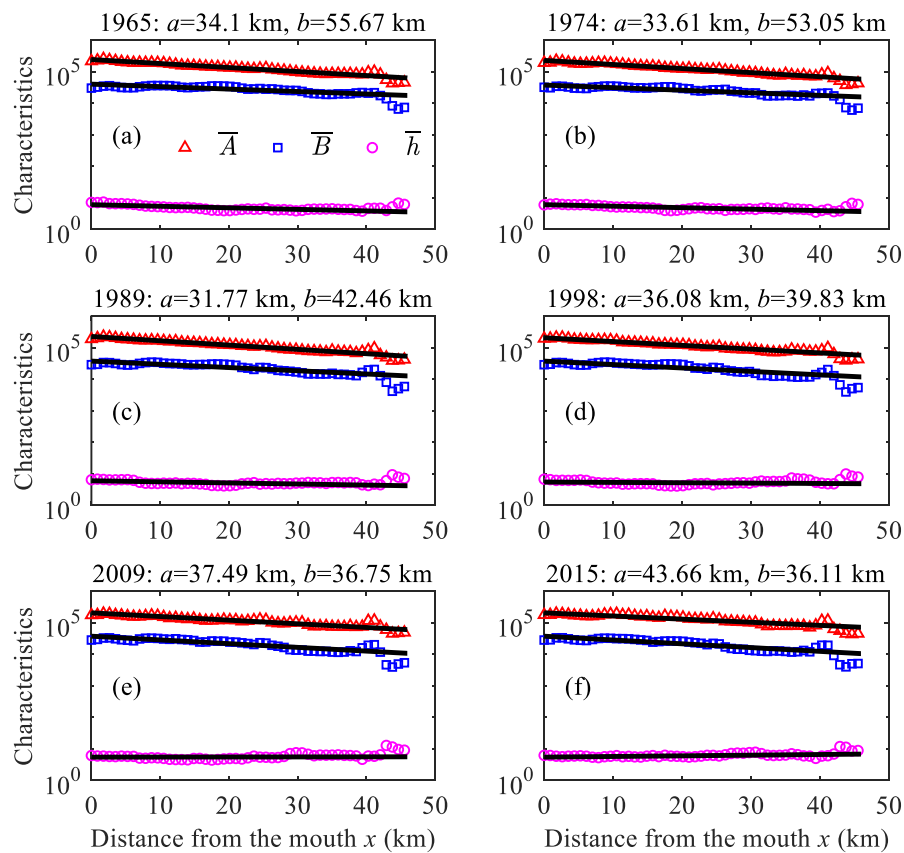 1965: a=34.1 km, b=55.67 km
1974: a=33.61 km, b=53.05 km
Characteristics
10^5
10^0
(a)
A̅ B̅ h̅
0 10 20 30 40 50
10^5
10^0
(b)
0 10 20 30 40 50
1989: a=31.77 km, b=42.46 km
1998: a=36.08 km, b=39.83 km
Characteristics
10^5
10^0
(c)
0 10 20 30 40 50
10^5
10^0
(d)
0 10 20 30 40 50
2009: a=37.49 km, b=36.75 km
2015: a=43.66 km, b=36.11 km
Characteristics
10^5
10^0
(e)
0 10 20 30 40 50
Distance from the mouth x (km)
10^5
10^0
(f)
0 10 20 30 40 50
Distance from the mouth x (km)